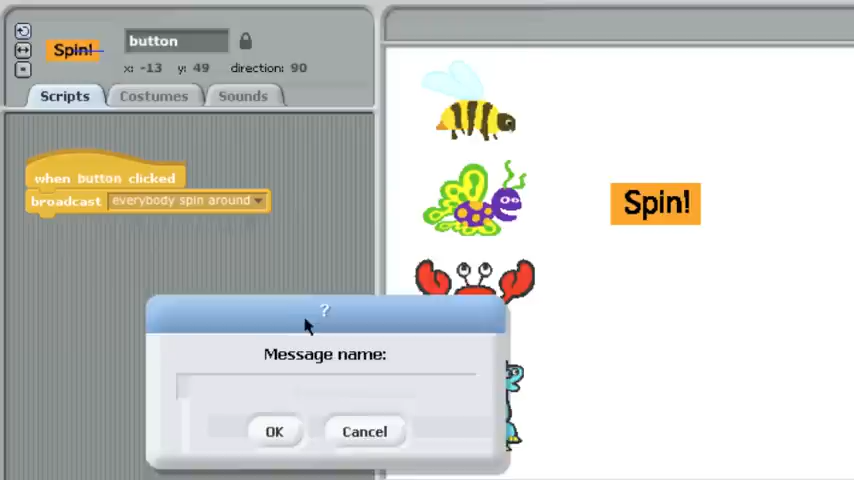 Spin!
button
x: -13 y: 49 direction: 90
Scripts Costumes Sounds
when button clicked
broadcast everybody spin around
Spin!
?
Message name:
OK Cancel